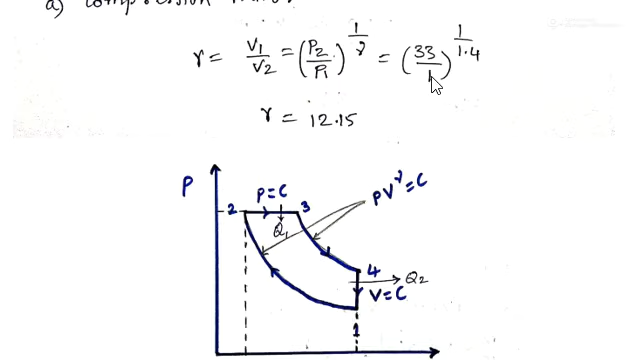 a) Compression
r = V1/V2 = (P2/P1)^1/γ = (33/1)^1/1.4
r = 12.15
P
P=C
PV^γ=C
2
3
Q1
4
Q2
V=C
1